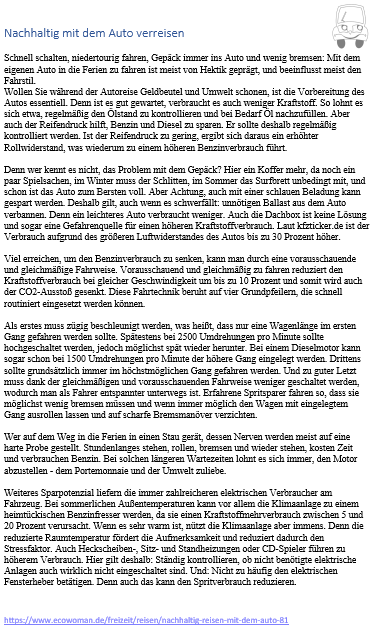 Nachhaltig mit dem Auto verreisen
Schnell schalten, niedertourig fahren, Gepäck immer ins Auto und wenig bremsen: Mit dem
eigenen Auto in die Ferien zu fahren ist meist von Hektik geprägt, und beeinflusst meist den
Fahrstil.
Wollen Sie während der Autoreise Geldbeutel und Umwelt schonen, ist die Vorbereitung des
Autos essentiell. Denn ist es gut gewartet, verbraucht es auch weniger Kraftstoff. So lohnt es
sich etwa, regelmäßig den Ölstand zu kontrollieren und bei Bedarf Öl nachzufüllen. Aber
auch der Reifendruck hilft, Benzin und Diesel zu sparen. Er sollte deshalb regelmäßig
kontrolliert werden. Ist der Reifendruck zu gering, ergibt sich daraus ein erhöhter
Rollwiderstand, was wiederum zu einem höheren Benzinverbrauch führt.
Denn wer kennt es nicht, das Problem mit dem Gepäck? Hier ein Koffer mehr, da noch ein
paar Spielsachen, im Winter muss der Schlitten, im Sommer das Surfbrett unbedingt mit, und
schon ist das Auto zum Bersten voll. Aber Achtung, auch mit einer schlauen Beladung kann
gespart werden. Deshalb gilt, auch wenn es schwerfällt: unnötigen Ballast aus dem Auto
verbannen. Denn ein leichteres Auto verbraucht weniger. Auch die Dachbox ist keine Lösung
und sogar eine Gefahrenquelle für einen höheren Kraftstoffverbrauch. Laut kfzticker.de ist der
Verbrauch aufgrund des größeren Luftwiderstandes des Autos bis zu 30 Prozent höher.
Viel erreichen, um den Benzinverbrauch zu senken, kann man durch eine vorausschauende
und gleichmäßige Fahrweise. Vorausschauend und gleichmäßig zu fahren reduziert den
Kraftstoffverbrauch bei gleicher Geschwindigkeit um bis zu 10 Prozent und somit wird auch
der CO2-Ausstoß gesenkt. Diese Fahrtechnik beruht auf vier Grundpfeilern, die schnell
routiniert eingesetzt werden können.
Als erstes muss zügig beschleunigt werden, was heißt, dass nur eine Wagenlänge im ersten
Gang gefahren werden sollte. Spätestens bei 2500 Umdrehungen pro Minute sollte
hochgeschaltet werden, jedoch möglichst spät wieder herunter. Bei einem Dieselmotor kann
sogar schon bei 1500 Umdrehungen pro Minute der höhere Gang eingelegt werden. Drittens
sollte grundsätzlich immer im höchstmöglichen Gang gefahren werden. Und zu guter Letzt
muss dank der gleichmäßigen und vorausschauenden Fahrweise weniger geschaltet werden,
wodurch man als Fahrer entspannter unterwegs ist. Erfahrene Spritsparer fahren so, dass sie
möglichst wenig bremsen müssen und wenn immer möglich den Wagen mit eingelegtem
Gang ausrollen lassen und auf scharfe Bremsmanöver verzichten.
Wer auf dem Weg in die Ferien in einen Stau gerät, dessen Nerven werden meist auf eine
harte Probe gestellt. Stundenlanges stehen, rollen, bremsen und wieder stehen, kosten Zeit
und verbrauchen Benzin. Bei solchen längeren Wartezeiten lohnt es sich immer, den Motor
abzustellen - dem Portemonnaie und der Umwelt zuliebe.
Weiteres Sparpotenzial liefern die immer zahlreicheren elektrischen Verbraucher am
Fahrzeug. Bei sommerlichen Außentemperaturen kann vor allem die Klimaanlage zu einem
heimtückischen Benzinfresser werden, da sie einen Kraftstoffmehrverbrauch zwischen 5 und
20 Prozent verursacht. Wenn es sehr warm ist, nützt die Klimaanlage aber immens. Denn die
reduzierte Raumtemperatur fördert die Aufmerksamkeit und reduziert dadurch den
Stressfaktor. Auch Heckscheiben-, Sitz- und Standheizungen oder CD-Spieler führen zu
höherem Verbrauch. Hier gilt deshalb: Ständig kontrollieren, ob nicht benötigte elektrische
Anlagen auch wirklich nicht eingeschaltet sind. Und: Nicht zu häufig den elektrischen
Fensterheber betätigen. Denn auch das kann den Spritverbrauch reduzieren.
https://www.ecowoman.de/freizeit/reisen/nachhaltig-reisen-mit-dem-auto-81